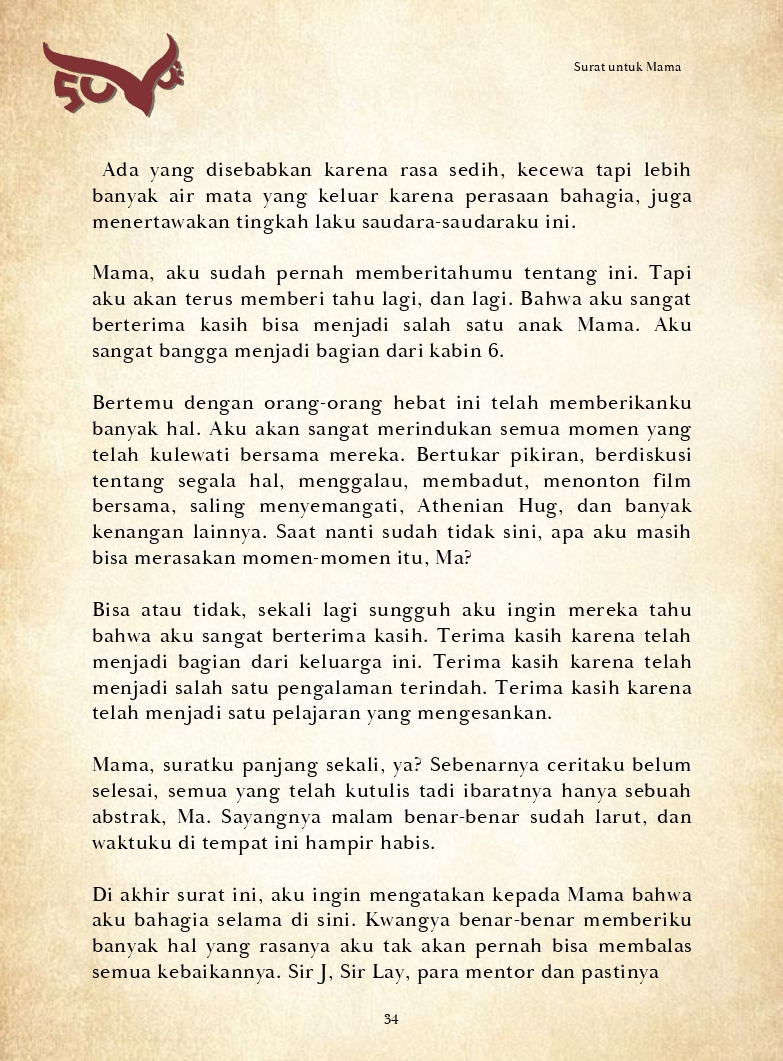 Surat untuk Mama
Ada yang disebabkan karena rasa sedih, kecewa tapi lebih
banyak air mata yang keluar karena perasaan bahagia, juga
menertawakan tingkah laku saudara-saudaraku ini.
Mama, aku sudah pernah memberitahumu tentang ini. Tapi
aku akan terus memberi tahu lagi, dan lagi. Bahwa aku sangat
berterima kasih bisa menjadi salah satu anak Mama. Aku
sangat bangga menjadi bagian dari kabin 6.
Bertemu dengan orang-orang hebat ini telah memberikanku
banyak hal. Aku akan sangat merindukan semua momen yang
telah kulewati bersama mereka. Bertukar pikiran, berdiskusi
tentang segala hal, menggalau, membadut, menonton film
bersama, saling menyemangati, Athenian Hug, dan banyak
kenangan lainnya. Saat nanti sudah tidak sini, apa aku masih
bisa merasakan momen-momen itu, Ma?
Bisa atau tidak, sekali lagi sungguh aku ingin mereka tahu
bahwa aku sangat berterima kasih. Terima kasih karena telah
menjadi bagian dari keluarga ini. Terima kasih karena telah
menjadi salah satu pengalaman terindah. Terima kasih karena
telah menjadi satu pelajaran yang mengesankan.
Mama, suratku panjang sekali, ya? Sebenarnya ceritaku belum
selesai, semua yang telah kutulis tadi ibaratnya hanya sebuah
abstrak, Ma. Sayangnya malam benar-benar sudah larut, dan
waktuku di tempat ini hampir habis.
Di akhir surat ini, aku ingin mengatakan kepada Mama bahwa
aku bahagia selama di sini. Kwangya benar-benar memberiku
banyak hal yang rasanya aku tak akan pernah bisa membalas
semua kebaikannya. Sir J, Sir Lay, para mentor dan pastinya
34